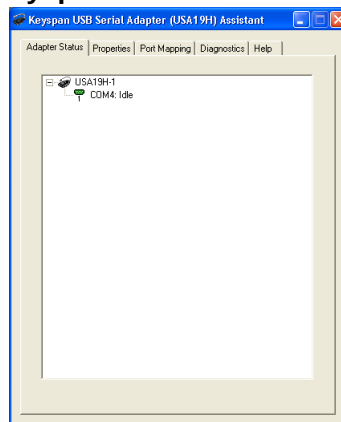 Keyspan USB Serial Adapter (USA19H) Assistant
Adapter Status Properties Port Mapping Diagnostics Help
USA19H-1
COM4: Idle